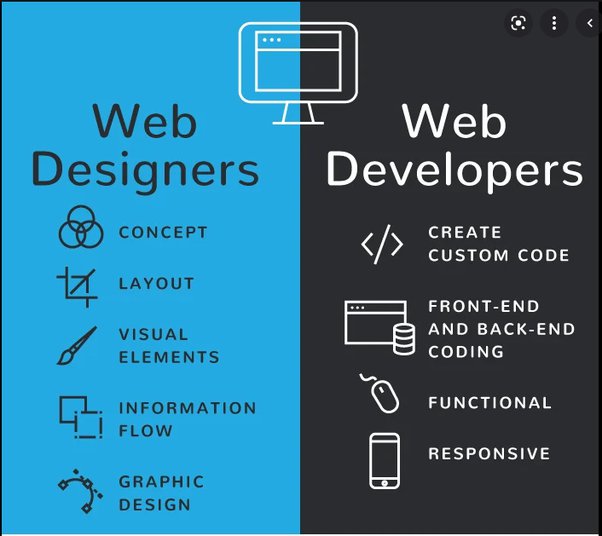 Web
Designers
CONCEPT
LAYOUT
VISUAL
ELEMENTS
INFORMATION
FLOW
GRAPHIC
DESIGN
Web
Developers
CREATE
CUSTOM CODE
FRONT-END
AND BACK-END
CODING
FUNCTIONAL
RESPONSIVE